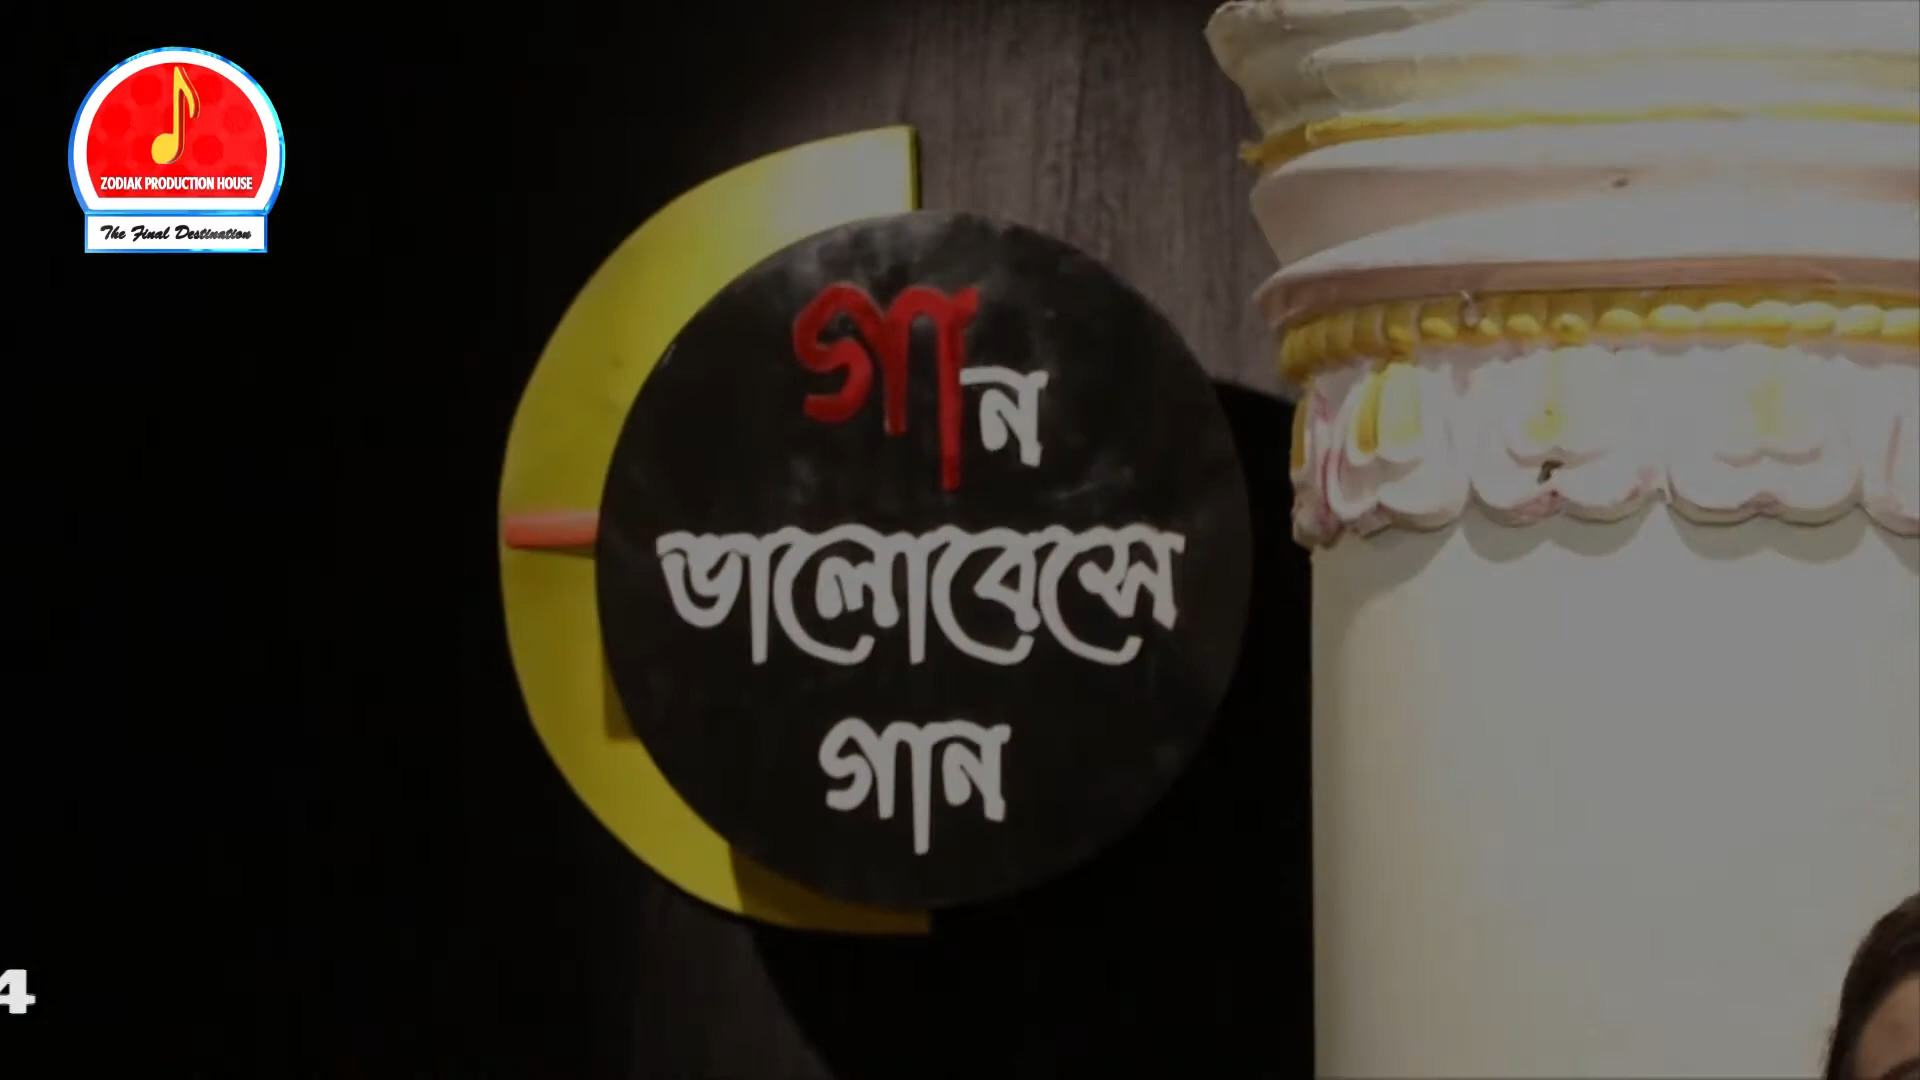 ZODIAK PRODUCTION HOUSE
The Final Destination
গান
ভালোবেসে
গান
4